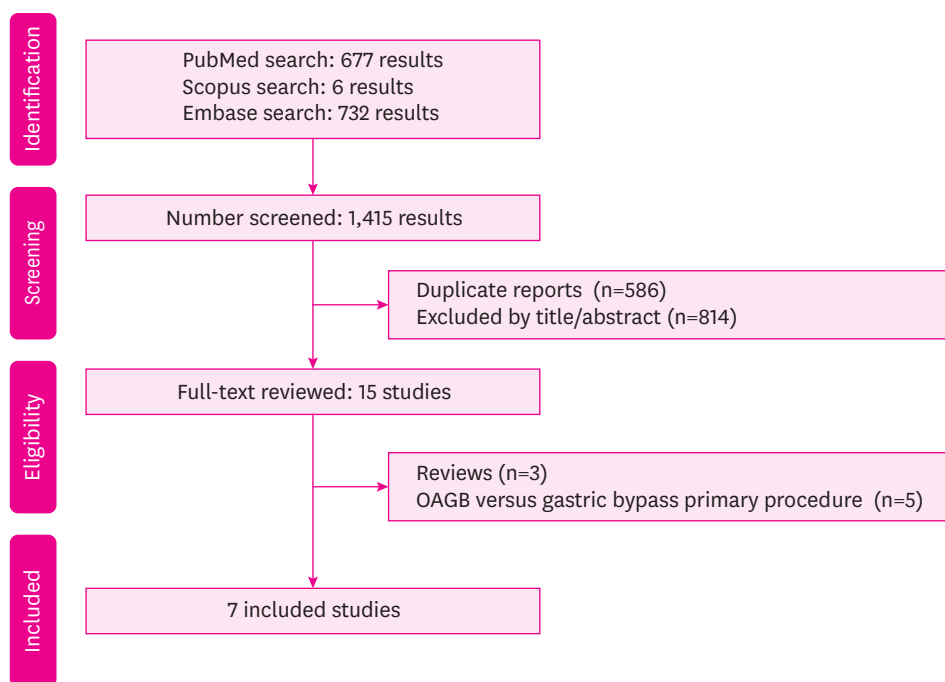 Identification
PubMed search: 677 results
Scopus search: 6 results
Embase search: 732 results
Screening
Number screened: 1,415 results
Duplicate reports (n=586)
Excluded by title/abstract (n=814)
Eligibility
Full-text reviewed: 15 studies
Reviews (n=3)
OAGB versus gastric bypass primary procedure (n=5)
Included
7 included studies